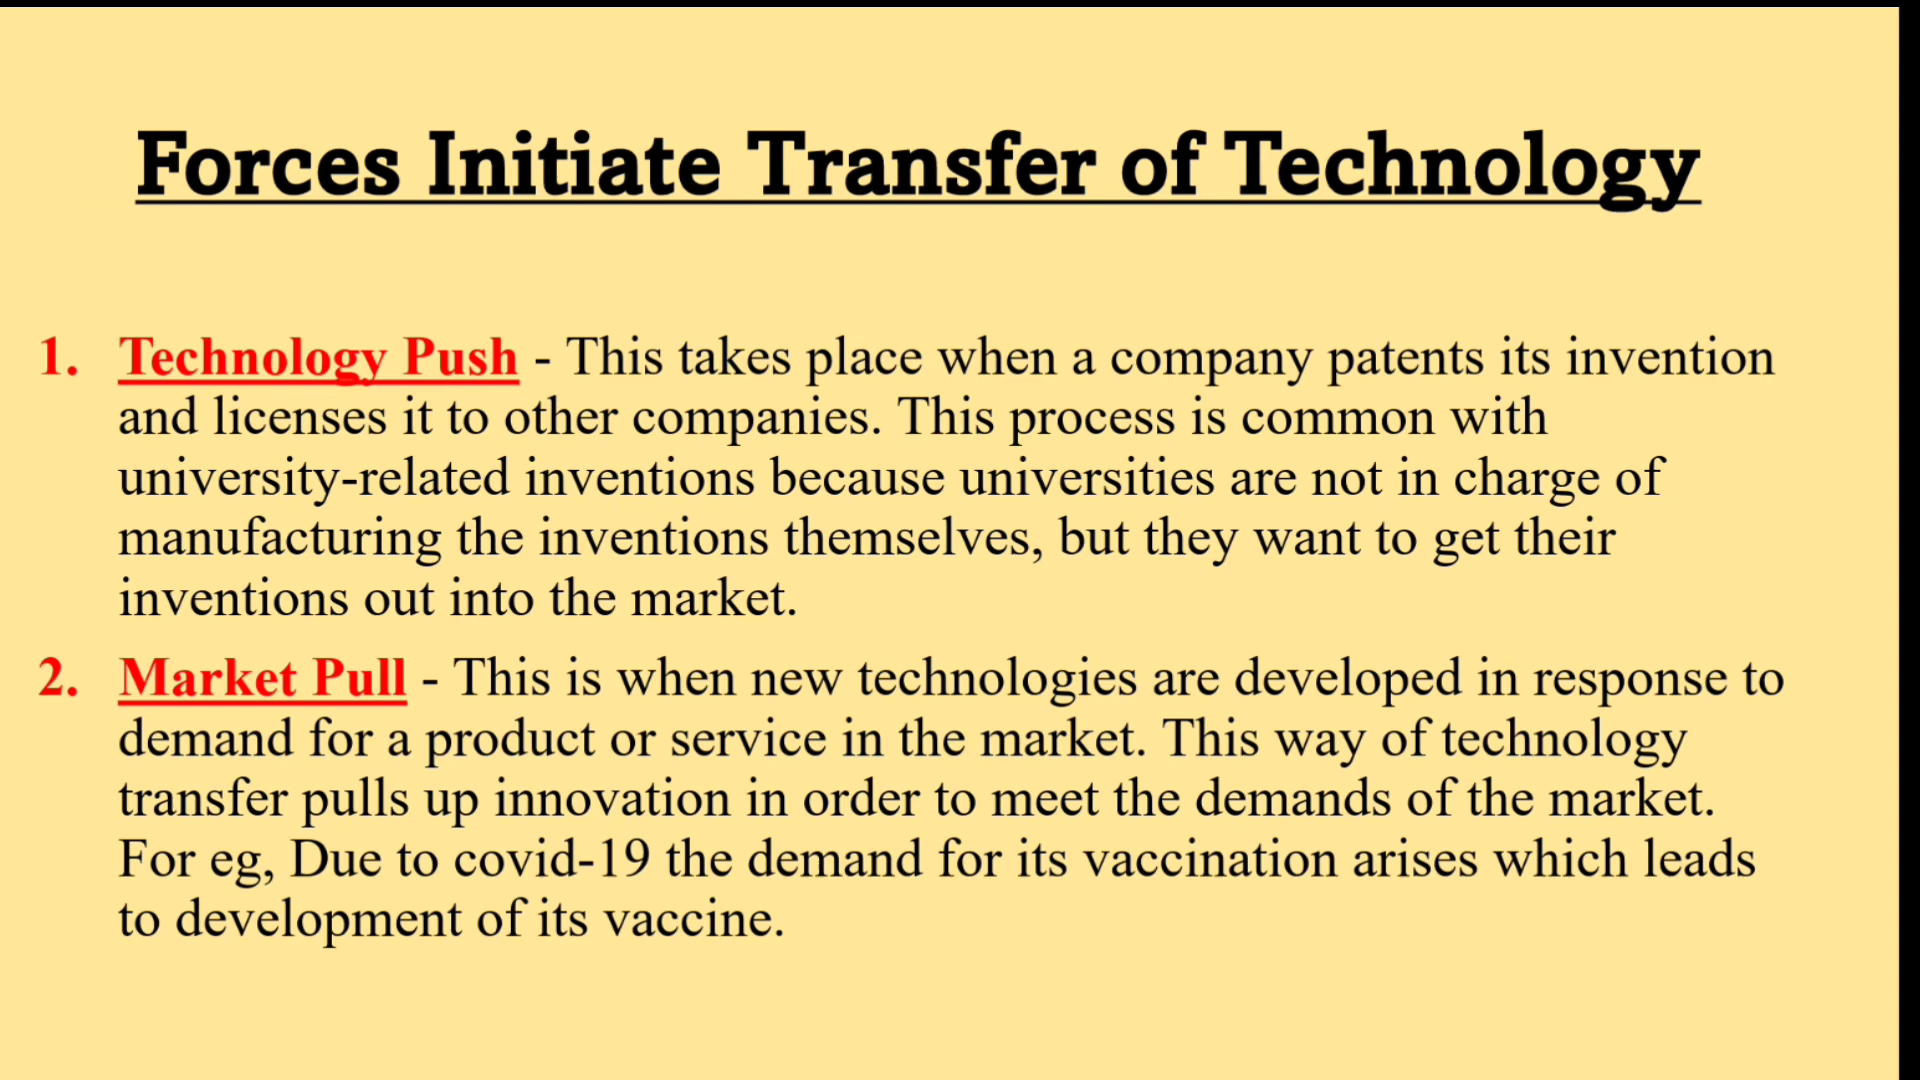 Forces Initiate Transfer of Technology
1. Technology Push - This takes place when a company patents its invention
and licenses it to other companies. This process is common with
university-related inventions because universities are not in charge of
manufacturing the inventions themselves, but they want to get their
inventions out into the market.
2. Market Pull - This is when new technologies are developed in response to
demand for a product or service in the market. This way of technology
transfer pulls up innovation in order to meet the demands of the market.
For eg, Due to covid-19 the demand for its vaccination arises which leads
to development of its vaccine.